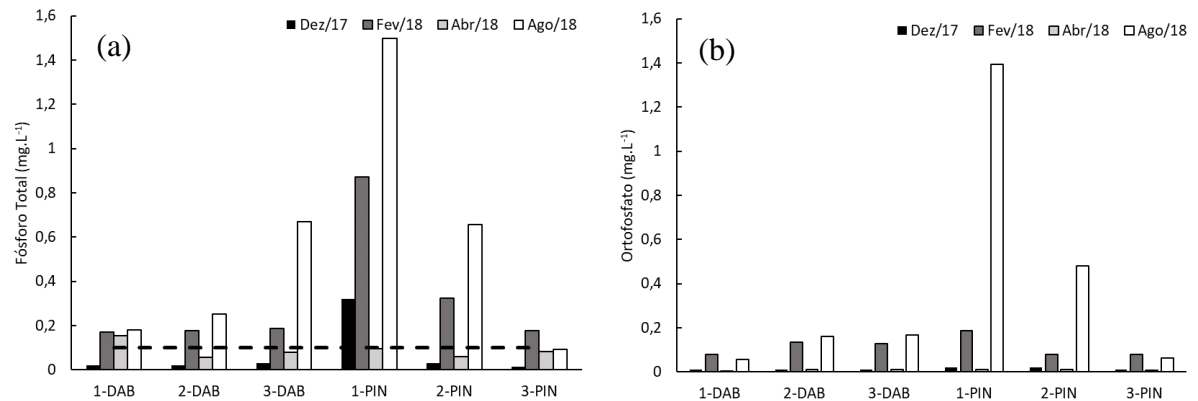 1,6
Dez/17 Fev/18 Abr/18 Ago/18
(a)
1,4
1,2
1
0,8
0,6
0,4
0,2
0
Fósforo Total (mg.L⁻¹)
1-DAB 2-DAB 3-DAB 1-PIN 2-PIN 3-PIN
1,6
Dez/17 Fev/18 Abr/18 Ago/18
(b)
1,4
1,2
1
0,8
0,6
0,4
0,2
0
Ortofosfato (mg.L⁻¹)
1-DAB 2-DAB 3-DAB 1-PIN 2-PIN 3-PIN